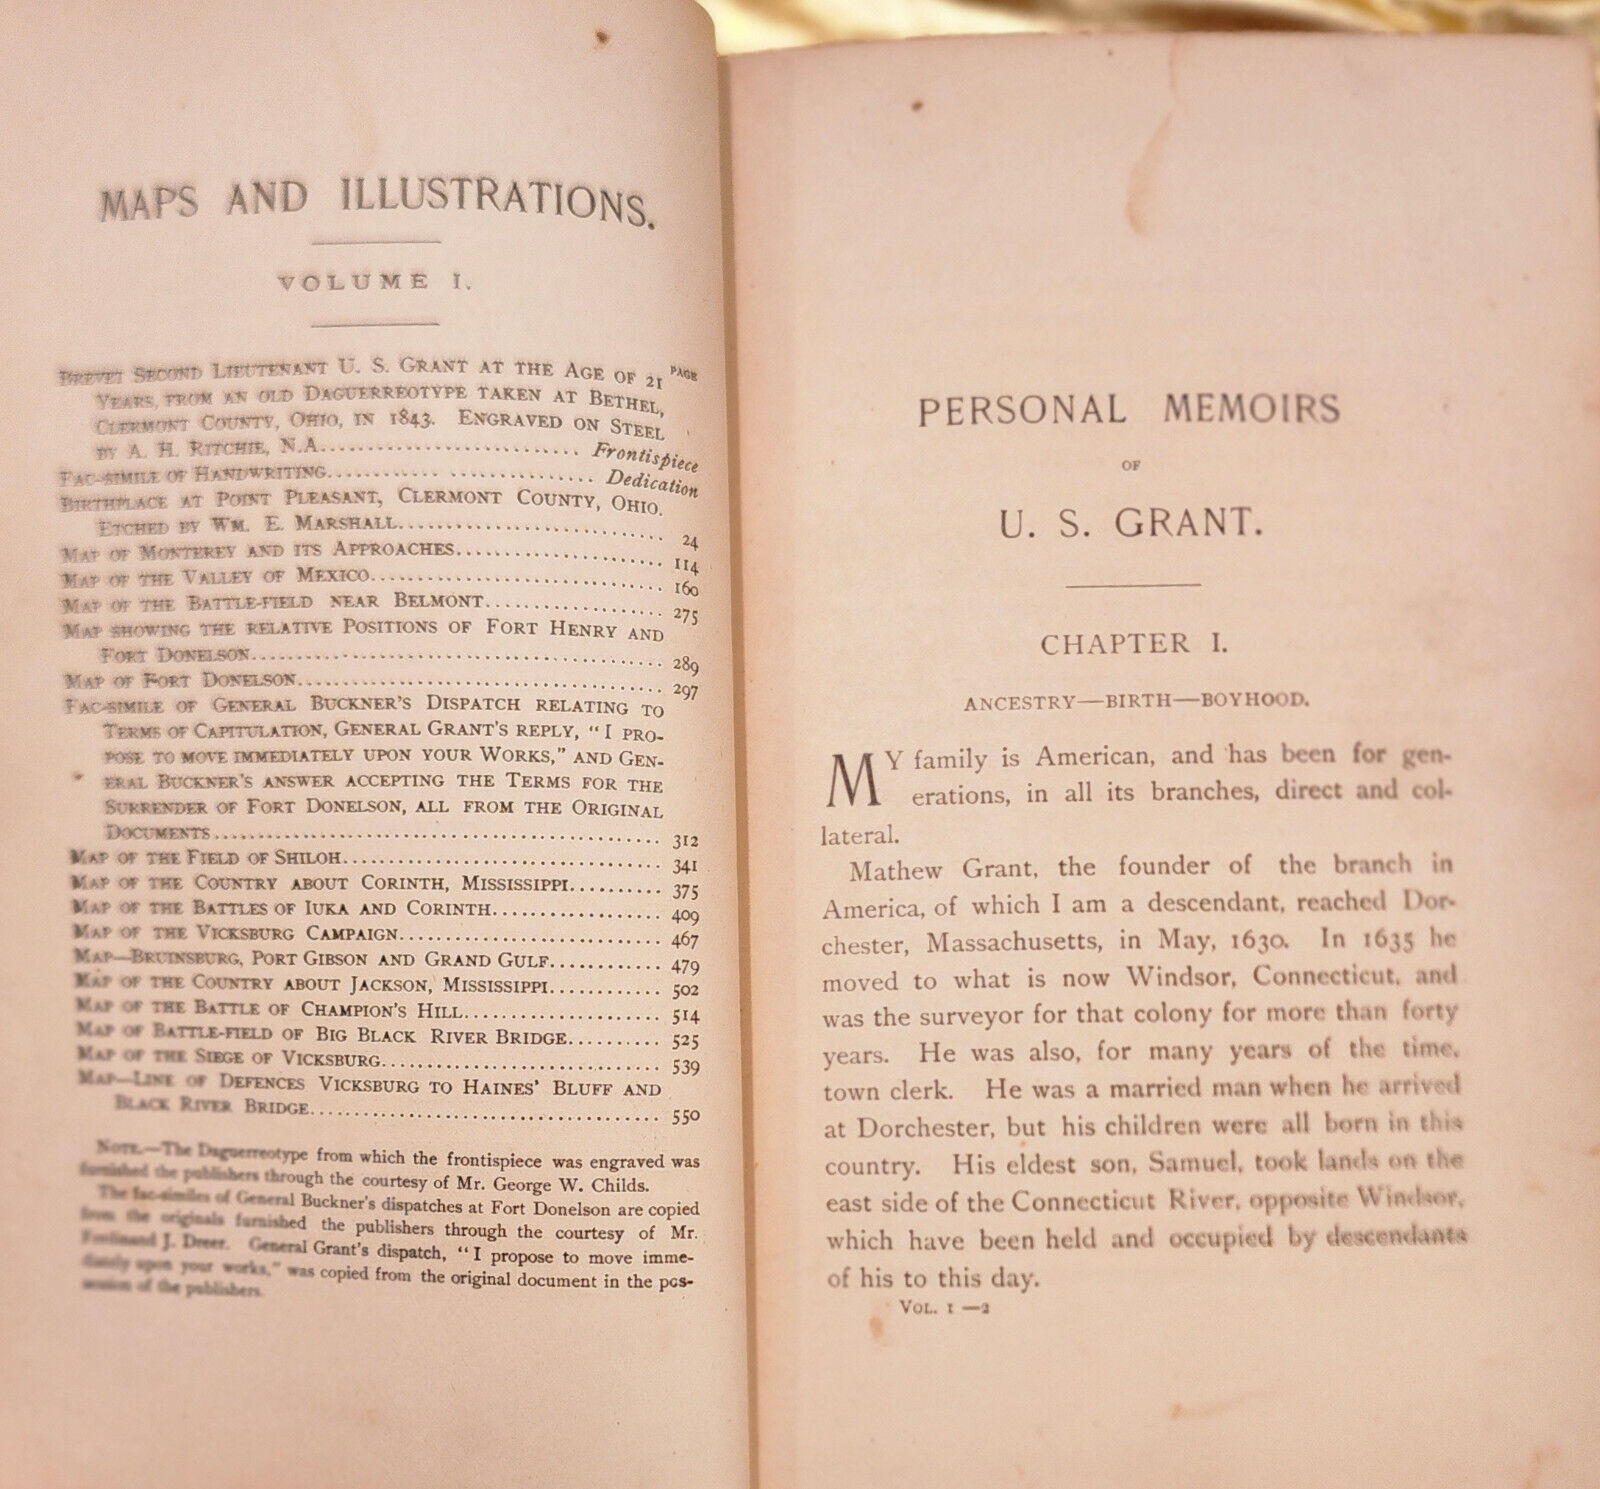 MAPS AND ILLUSTRATIONS.
VOLUME I.
PAGE
BREVET SECOND LIEUTENANT U. S. GRANT AT THE AGE OF 21
YEARS, FROM AN OLD DAGUERREOTYPE TAKEN AT BETHEL,
CLERMONT COUNTY, OHIO, IN 1843. ENGRAVED ON STEEL
BY A. H. RITCHIE, N.A. Frontispiece
FAC-SIMILE OF HANDWRITING Dedication
BIRTHPLACE AT POINT PLEASANT, CLERMONT COUNTY, OHIO.
ETCHED BY WM. E. MARSHALL 24
MAP OF MONTEREY AND ITS APPROACHES 114
MAP OF THE VALLEY OF MEXICO 160
MAP OF THE BATTLE-FIELD NEAR BELMONT 275
MAP SHOWING THE RELATIVE POSITIONS OF FORT HENRY AND
FORT DONELSON 289
MAP OF FORT DONELSON 297
FAC-SIMILE OF GENERAL BUCKNER'S DISPATCH RELATING TO
TERMS OF CAPITULATION, GENERAL GRANT'S REPLY, "I PRO-
POSE TO MOVE IMMEDIATELY UPON YOUR WORKS," AND GEN-
ERAL BUCKNER'S ANSWER ACCEPTING THE TERMS FOR THE
SURRENDER OF FORT DONELSON, ALL FROM THE ORIGINAL
DOCUMENTS 312
MAP OF THE FIELD OF SHILOH 341
MAP OF THE COUNTRY ABOUT CORINTH, MISSISSIPPI 375
MAP OF THE BATTLES OF IUKA AND CORINTH 409
MAP OF THE VICKSBURG CAMPAIGN 467
MAP—BRUINSBURG, PORT GIBSON AND GRAND GULF 479
MAP OF THE COUNTRY ABOUT JACKSON, MISSISSIPPI 502
MAP OF THE BATTLE OF CHAMPION'S HILL 514
MAP OF BATTLE-FIELD OF BIG BLACK RIVER BRIDGE 525
MAP OF THE SIEGE OF VICKSBURG 539
MAP—LINE OF DEFENCES VICKSBURG TO HAINES' BLUFF AND
BLACK RIVER BRIDGE 550
NOTE.—The Daguerreotype from which the frontispiece was engraved was
furnished the publishers through the courtesy of Mr. George W. Childs.
The fac-similes of General Buckner's dispatches at Fort Donelson are copied
from the originals furnished the publishers through the courtesy of Mr.
Ferdinand J. Dreer. General Grant's dispatch, "I propose to move imme-
diately upon your works," was copied from the original document in the pos-
session of the publishers.
PERSONAL MEMOIRS
OF
U. S. GRANT.
CHAPTER I.
ANCESTRY—BIRTH—BOYHOOD.
MY family is American, and has been for gen-
erations, in all its branches, direct and col-
lateral.
Mathew Grant, the founder of the branch in
America, of which I am a descendant, reached Dor-
chester, Massachusetts, in May, 1630. In 1635 he
moved to what is now Windsor, Connecticut, and
was the surveyor for that colony for more than forty
years. He was also, for many years of the time,
town clerk. He was a married man when he arrived
at Dorchester, but his children were all born in this
country. His eldest son, Samuel, took lands on the
east side of the Connecticut River, opposite Windsor,
which have been held and occupied by descendants
of his to this day.
VOL. I —2